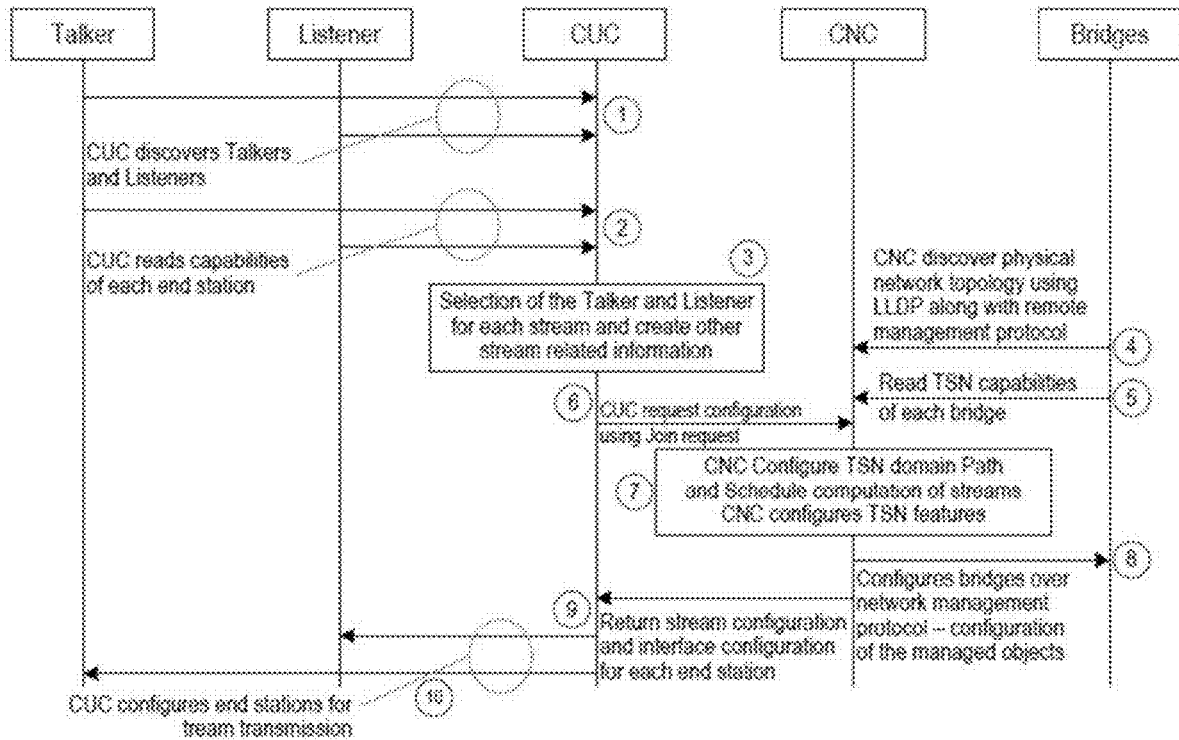 Talker
Listener
CUC
CNC
Bridges
1
CUC discovers Talkers
and Listeners
2
CUC reads capabilities
of each end station
3
Selection of the Talker and Listener
for each stream and create other
stream related information
CNC discover physical
network topology using
LLDP along with remote
management protocol
4
Read TSN capabilities
of each bridge
5
6
CUC request configuration
using Join request
7
CNC Configure TSN domain Path
and Schedule computation of streams
CNC configures TSN features
8
Configures bridges over
network management
protocol – configuration
of the managed objects
9
Return stream configuration
and interface configuration
for each end station
10
CUC configures end stations for
tream transmission